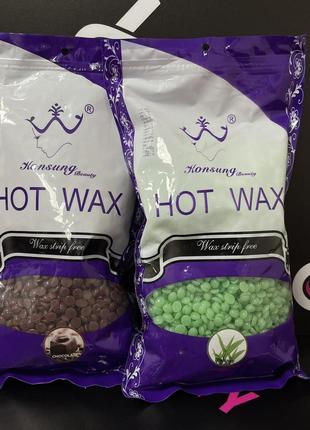 ®
Konsung
Beauty
HOT WAX
Wax strip free
CHOCOLATE
®
Konsung
Beauty
HOT WAX
Wax strip free